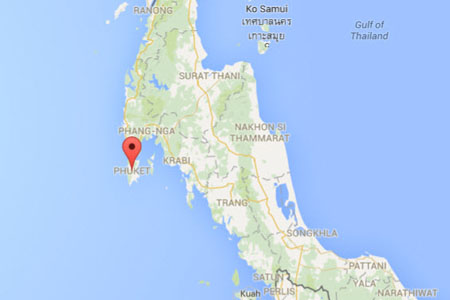 RANONG
Ko Samui
เทศบาลนคร
เกาะสมุย
Gulf of
Thailand
SURAT THANI
PHANG-NGA
NAKHON SI
THAMMARAT
PHUKET
KRABI
TRANG
SONGKHLA
PATTANI
SATUN
YALA
Kuah
PERLIS
NARATHIWAT